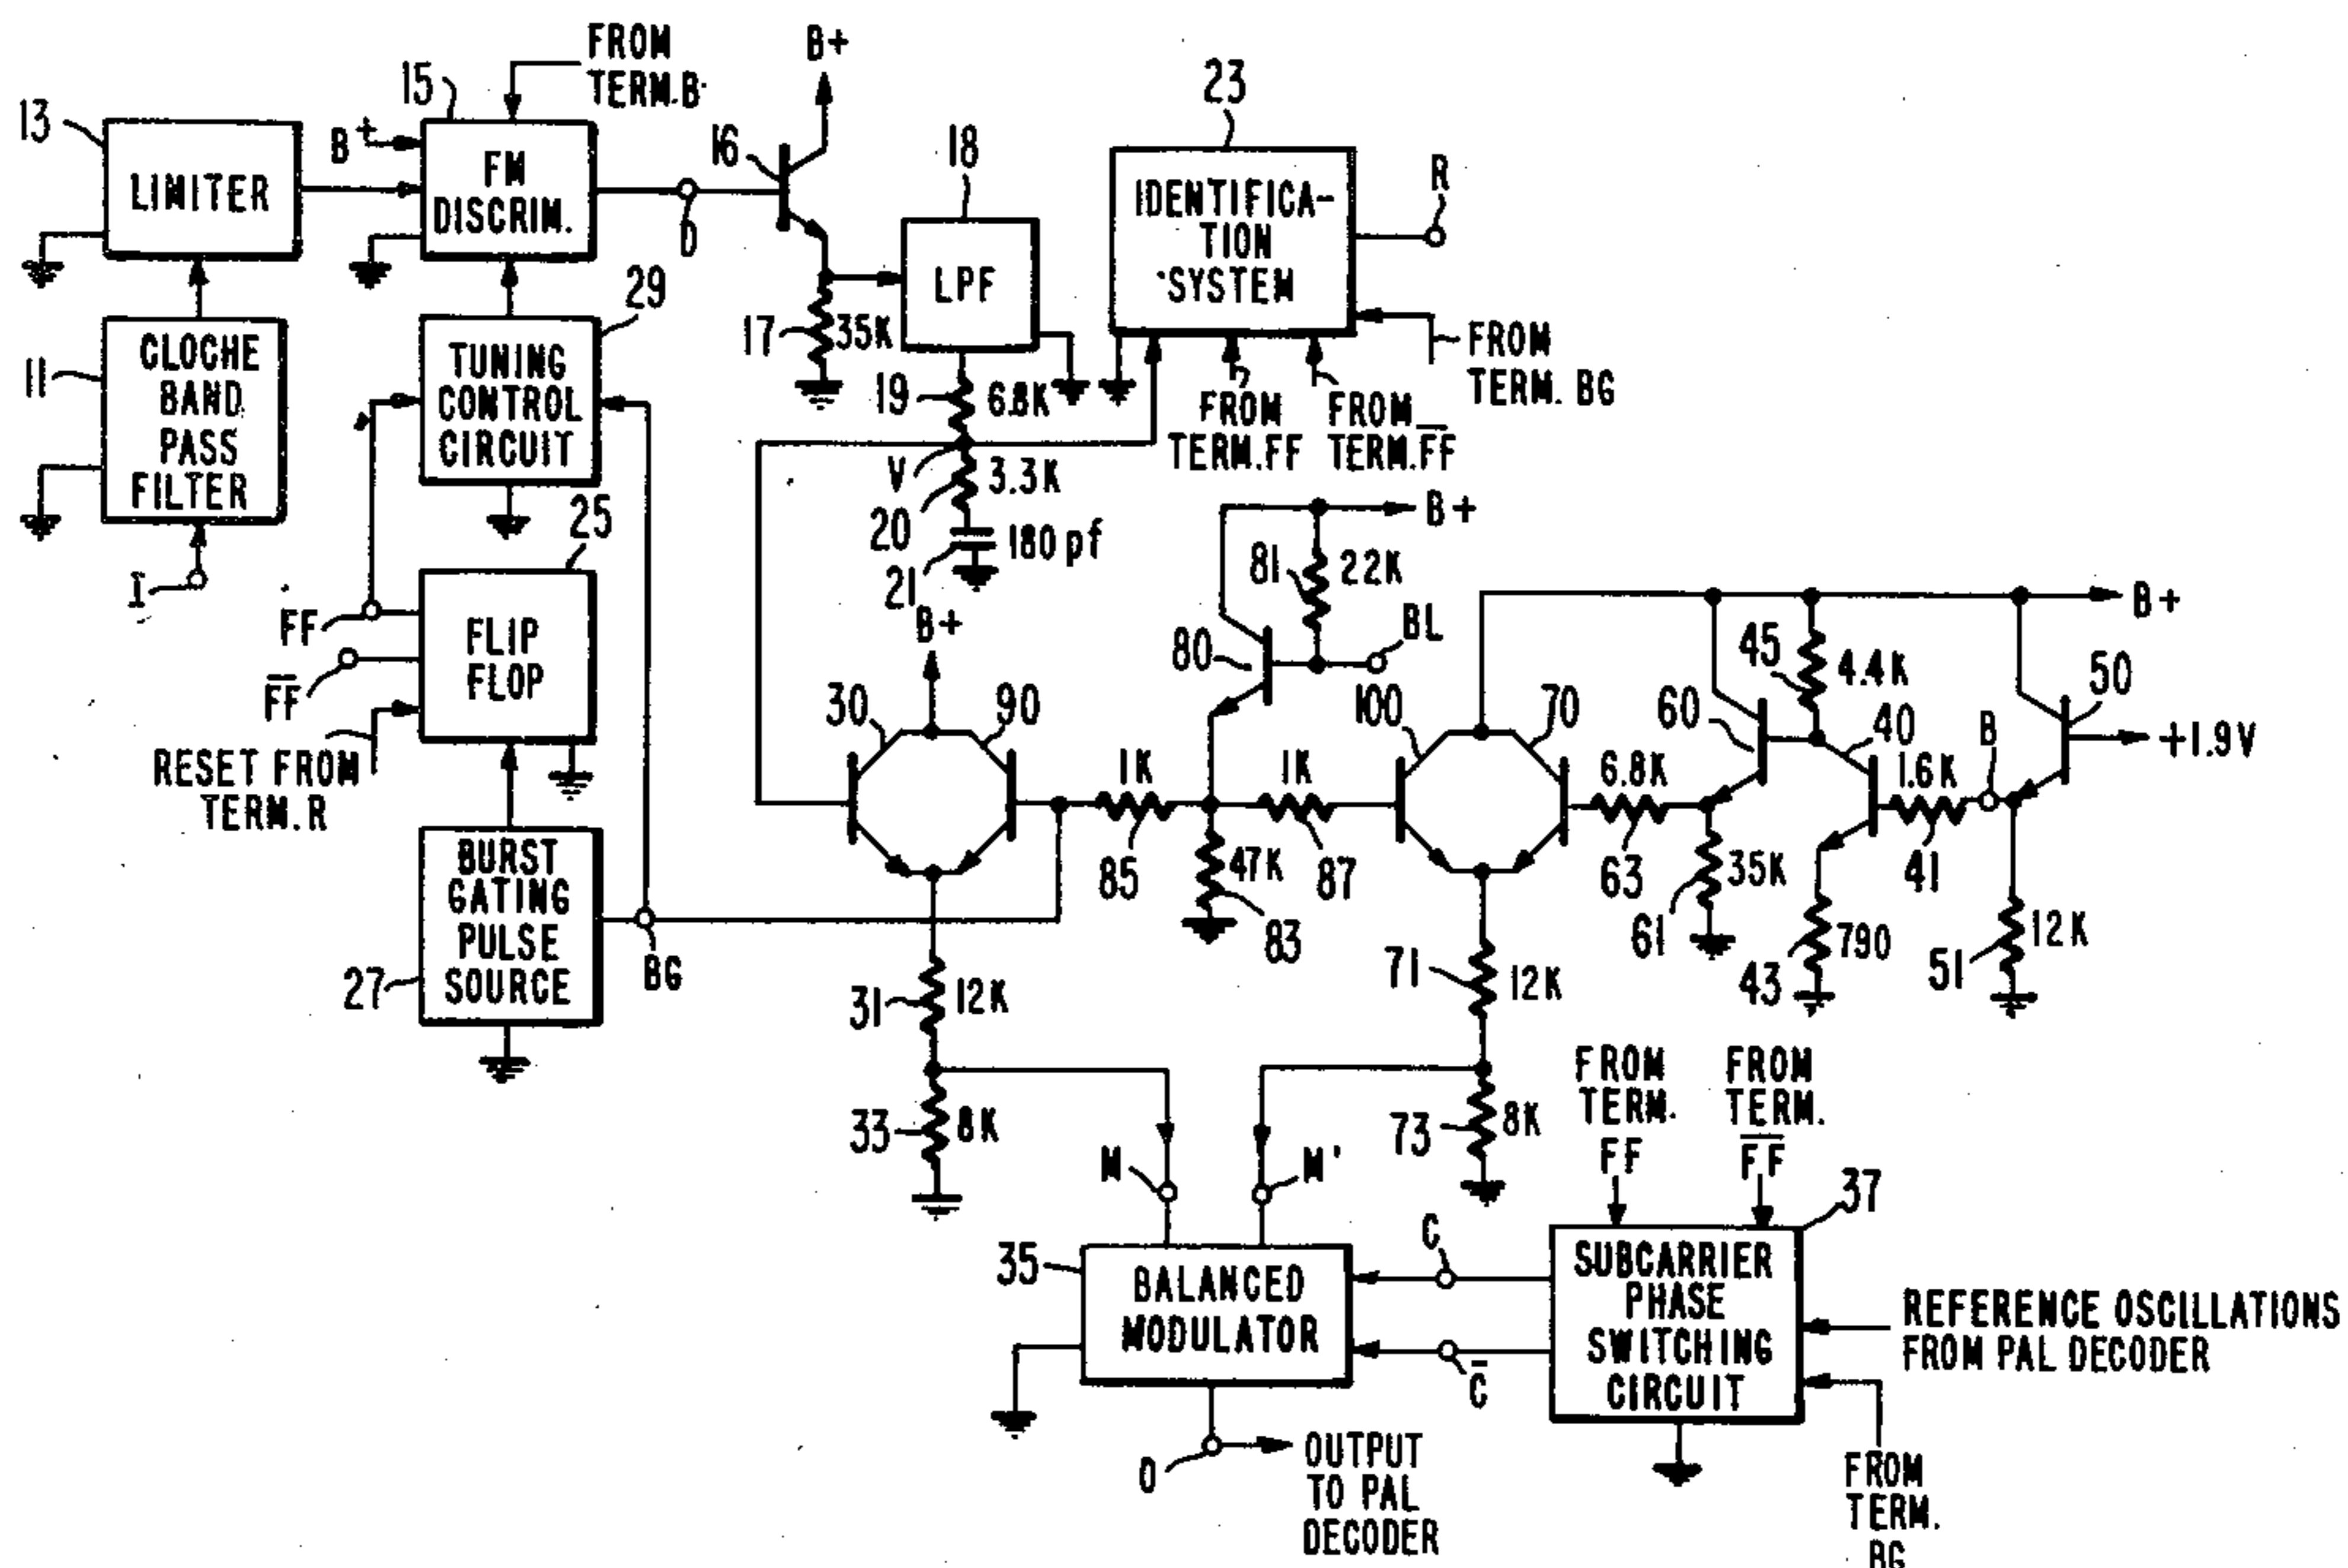 FROM
TERM. B
B+
13
15
23
B+
LIMITER
FM
DISCRIM.
D
16
18
LPF
IDENTIFICA-
TION
SYSTEM
R
FROM
TERM. BG
11
CLOCHE
BAND
PASS
FILTER
I
29
TUNING
CONTROL
CIRCUIT
17
35K
19
6.8K
V
20
3.3K
21
180 pf
FROM
TERM. FF
FROM
TERM. F̅F̅
25
FF
F̅F̅
FLIP
FLOP
RESET FROM
TERM. R
B+
B+
81
22K
BL
80
B+
30
90
100
70
60
45
4.4K
40
50
B
+1.9V
1K
85
47K
83
1K
87
6.8K
63
35K
61
1.6K
41
790
43
12K
51
BURST
GATING
PULSE
SOURCE
27
BG
31
12K
33
8K
71
12K
73
8K
M
M'
FROM
TERM.
FF
FROM
TERM.
F̅F̅
37
35
BALANCED
MODULATOR
C
C̅
SUBCARRIER
PHASE
SWITCHING
CIRCUIT
REFERENCE OSCILLATIONS
FROM PAL DECODER
O
OUTPUT
TO PAL
DECODER
FROM
TERM.
BG